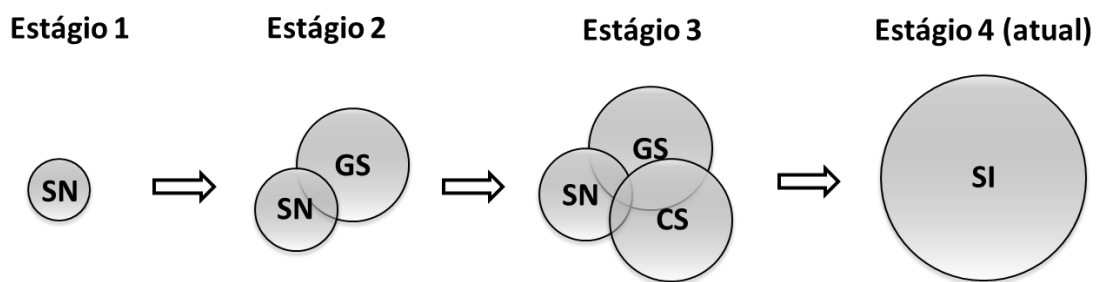 Estágio 1
Estágio 2
Estágio 3
Estágio 4 (atual)
SN
SN
GS
SN
GS
CS
SI